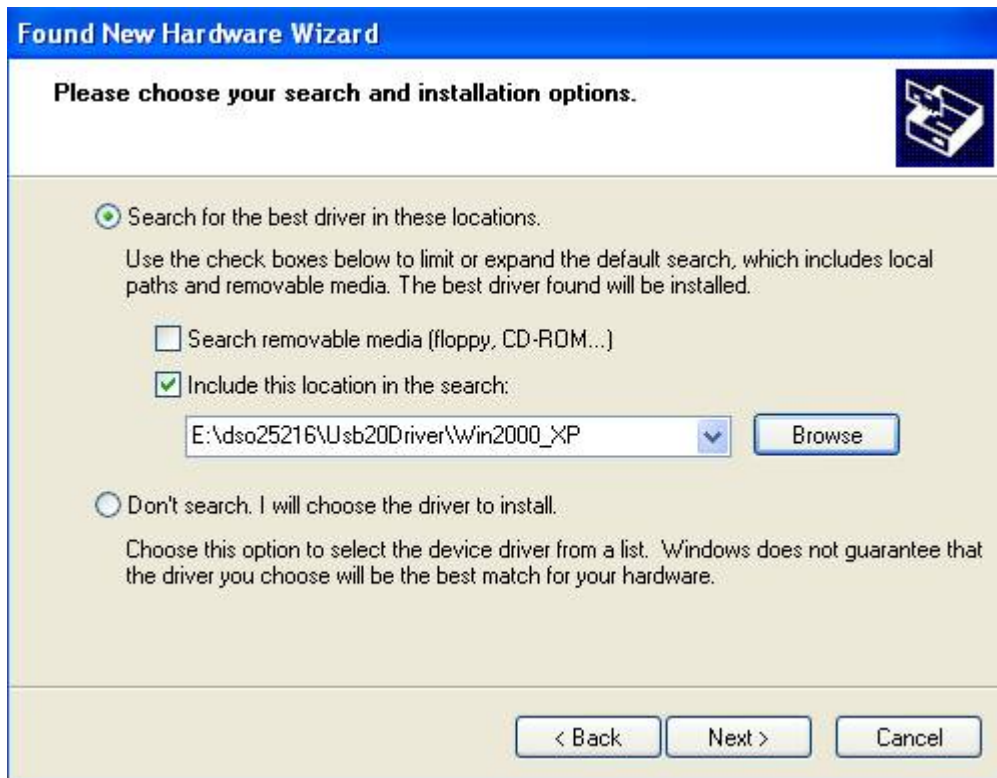 Found New Hardware Wizard
Please choose your search and installation options.
Search for the best driver in these locations.
Use the check boxes below to limit or expand the default search, which includes local
paths and removable media. The best driver found will be installed.
Search removable media (floppy, CD-ROM...)
Include this location in the search:
E:\dso25216\Usb20Driver\Win2000_XP
Browse
Don't search. I will choose the driver to install.
Choose this option to select the device driver from a list. Windows does not guarantee that
the driver you choose will be the best match for your hardware.
< Back Next > Cancel